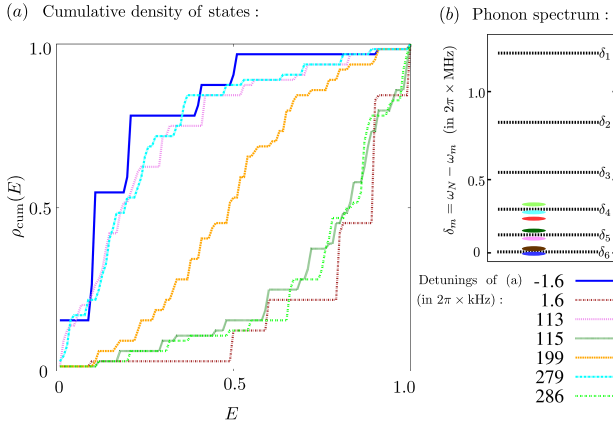 (a) Cumulative density of states :
1.0
0.5
0
ρcum(E)
0
0.5
1.0
E
(b) Phonon spectrum :
δm = ωN − ωm (in 2π × MHz)
1.0
0.5
0
δ1
δ2
δ3
δ4
δ5
δ6
Detunings of (a)
(in 2π × kHz) :
-1.6
1.6
113
115
199
279
286